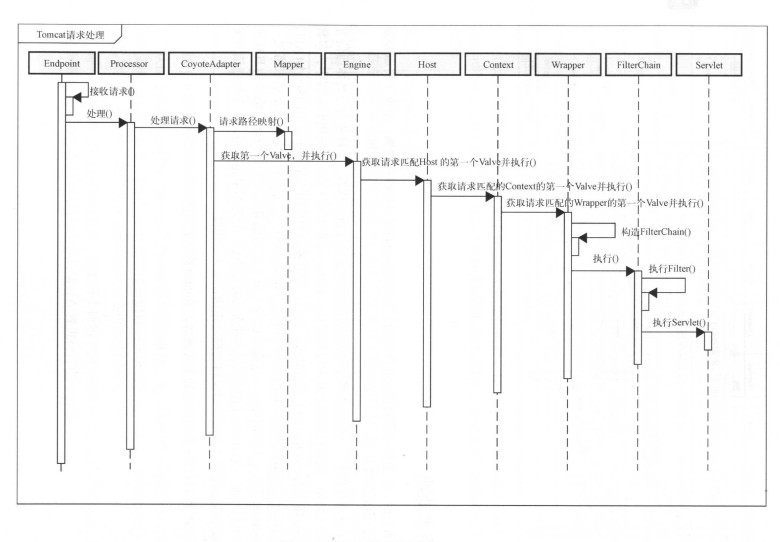 Tomcat请求处理
Endpoint
Processor
CoyoteAdapter
Mapper
Engine
Host
Context
Wrapper
FilterChain
Servlet
接收请求()
处理()
处理请求()
请求路径映射()
获取第一个Valve，并执行()
获取请求匹配Host 的第一个Valve并执行()
获取请求匹配的Context的第一个Valve并执行()
获取请求匹配的Wrapper的第一个Valve并执行()
构造FilterChain()
执行()
执行Filter()
执行Servlet()